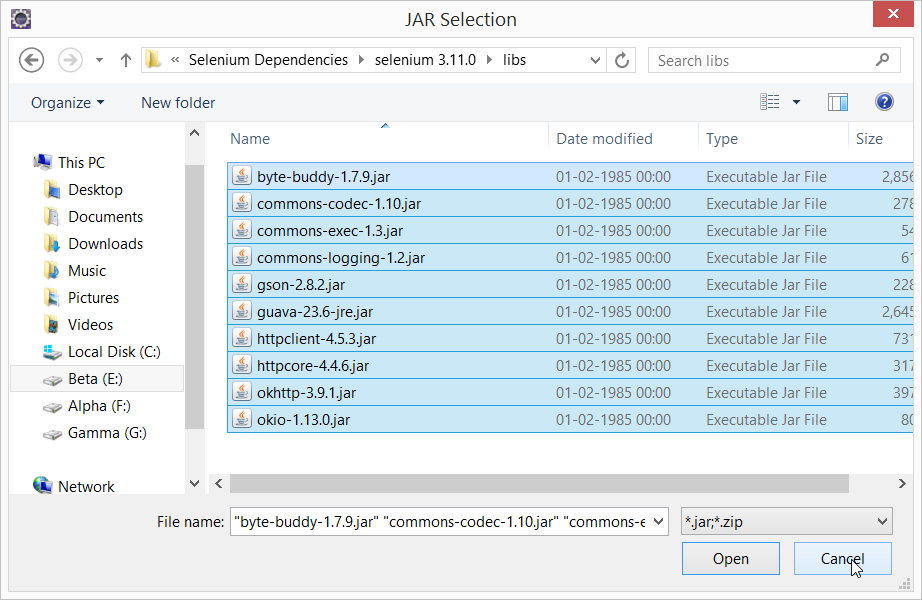 JAR Selection
« Selenium Dependencies selenium 3.11.0 libs
Search libs
Organize New folder
Name Date modified Type Size
This PC
Desktop
Documents
Downloads
Music
Pictures
Videos
Local Disk (C:)
Beta (E:)
Alpha (F:)
Gamma (G:)
Network
byte-buddy-1.7.9.jar 01-02-1985 00:00 Executable Jar File 2,856
commons-codec-1.10.jar 01-02-1985 00:00 Executable Jar File 278
commons-exec-1.3.jar 01-02-1985 00:00 Executable Jar File 54
commons-logging-1.2.jar 01-02-1985 00:00 Executable Jar File 61
gson-2.8.2.jar 01-02-1985 00:00 Executable Jar File 228
guava-23.6-jre.jar 01-02-1985 00:00 Executable Jar File 2,645
httpclient-4.5.3.jar 01-02-1985 00:00 Executable Jar File 731
httpcore-4.4.6.jar 01-02-1985 00:00 Executable Jar File 317
okhttp-3.9.1.jar 01-02-1985 00:00 Executable Jar File 397
okio-1.13.0.jar 01-02-1985 00:00 Executable Jar File 80
File name: "byte-buddy-1.7.9.jar" "commons-codec-1.10.jar" "commons-e *.jar;*.zip
Open Cancel